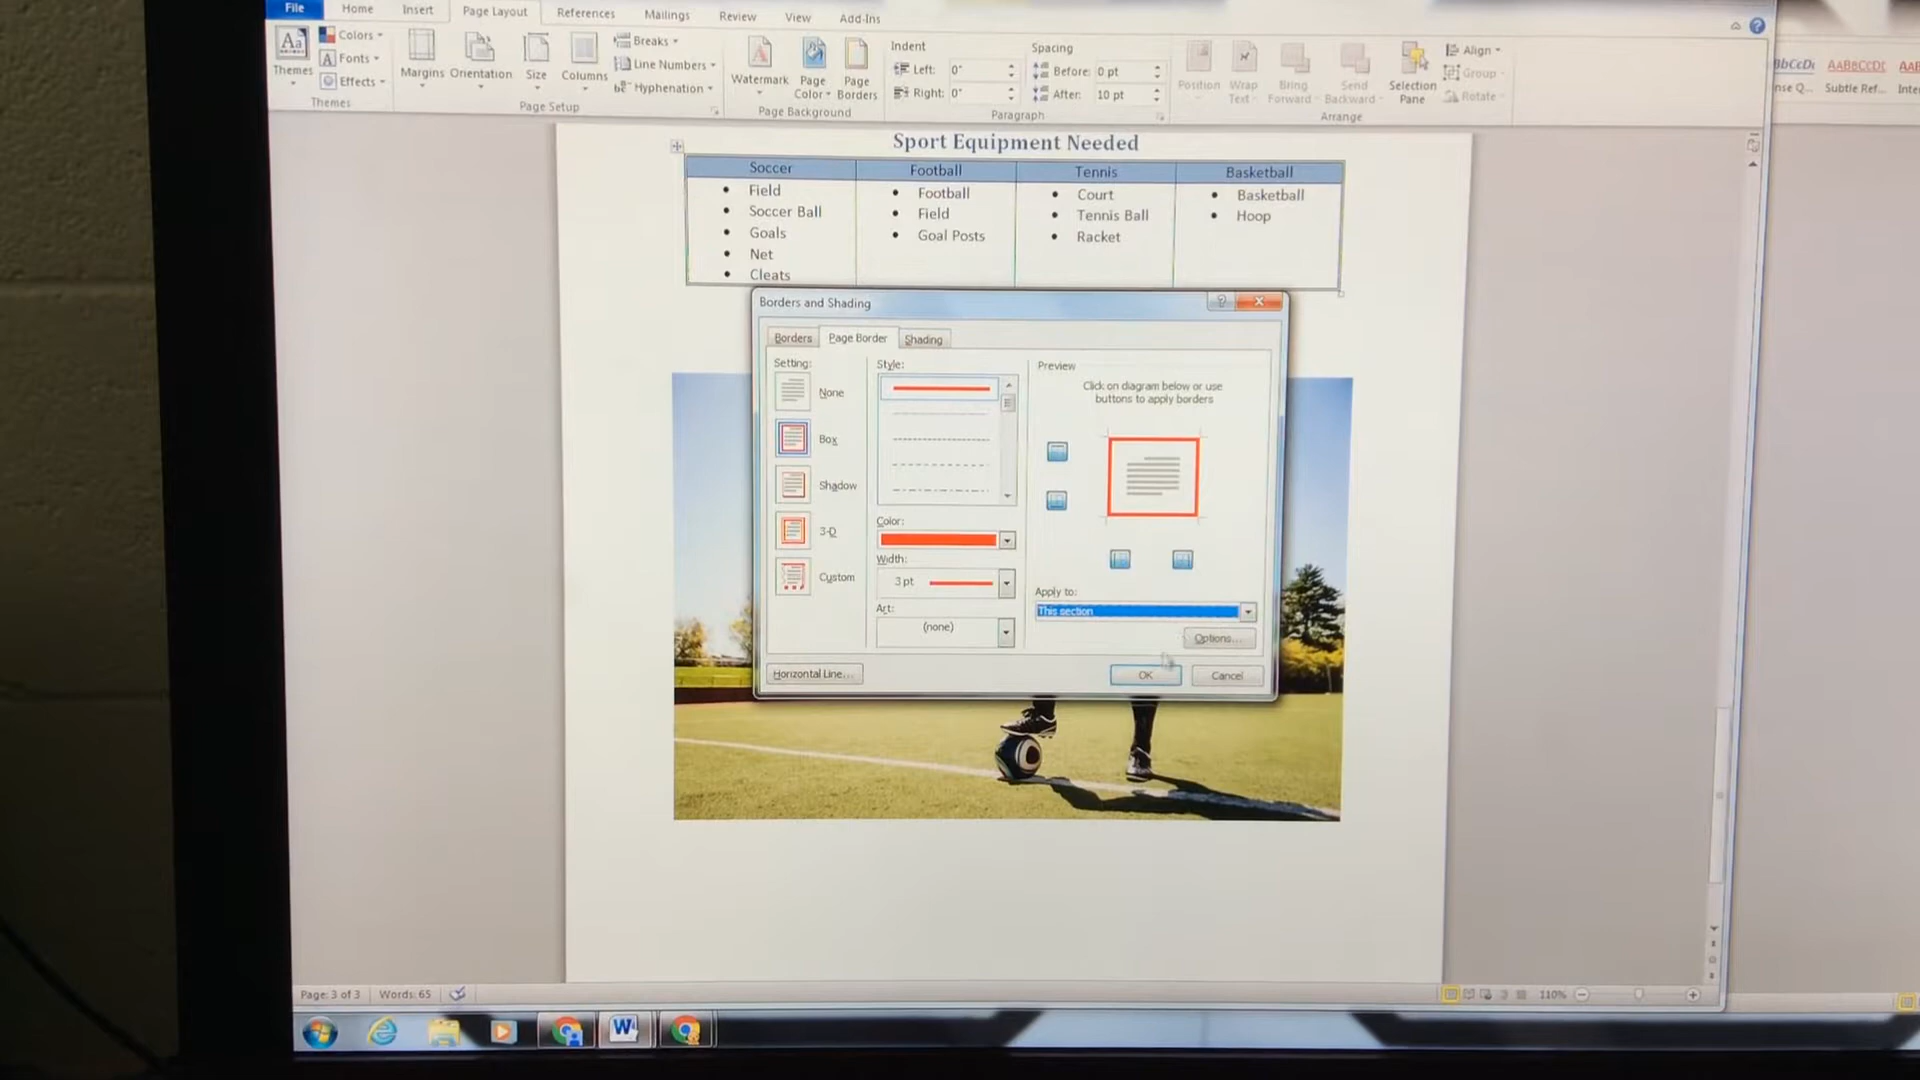 File Home Insert Page Layout References Mailings Review View Add-Ins
Themes Colors Fonts Effects
Themes
Margins Orientation Size Columns Breaks Line Numbers Hyphenation
Page Setup
Watermark Page Color Page Borders
Page Background
Indent Left: 0" Right: 0"
Spacing Before: 0 pt After: 10 pt
Paragraph
Position Wrap Text Bring Forward Send Backward Selection Pane Align Group Rotate
Arrange
AABBCCDC
Subtle Ref...
Sport Equipment Needed
Soccer Football Tennis Basketball
• Field • Football • Court • Basketball
• Soccer Ball • Field • Tennis Ball • Hoop
• Goals • Goal Posts • Racket
• Net
• Cleats
Borders and Shading
Borders Page Border Shading
Setting: Style: Preview
None
Box
Shadow
3-D
Custom
Click on diagram below or use
buttons to apply borders
Color:
Width:
3 pt
Art:
(none)
Apply to:
This section
Options...
Horizontal Line... OK Cancel
Page: 3 of 3 Words: 65 110%
W